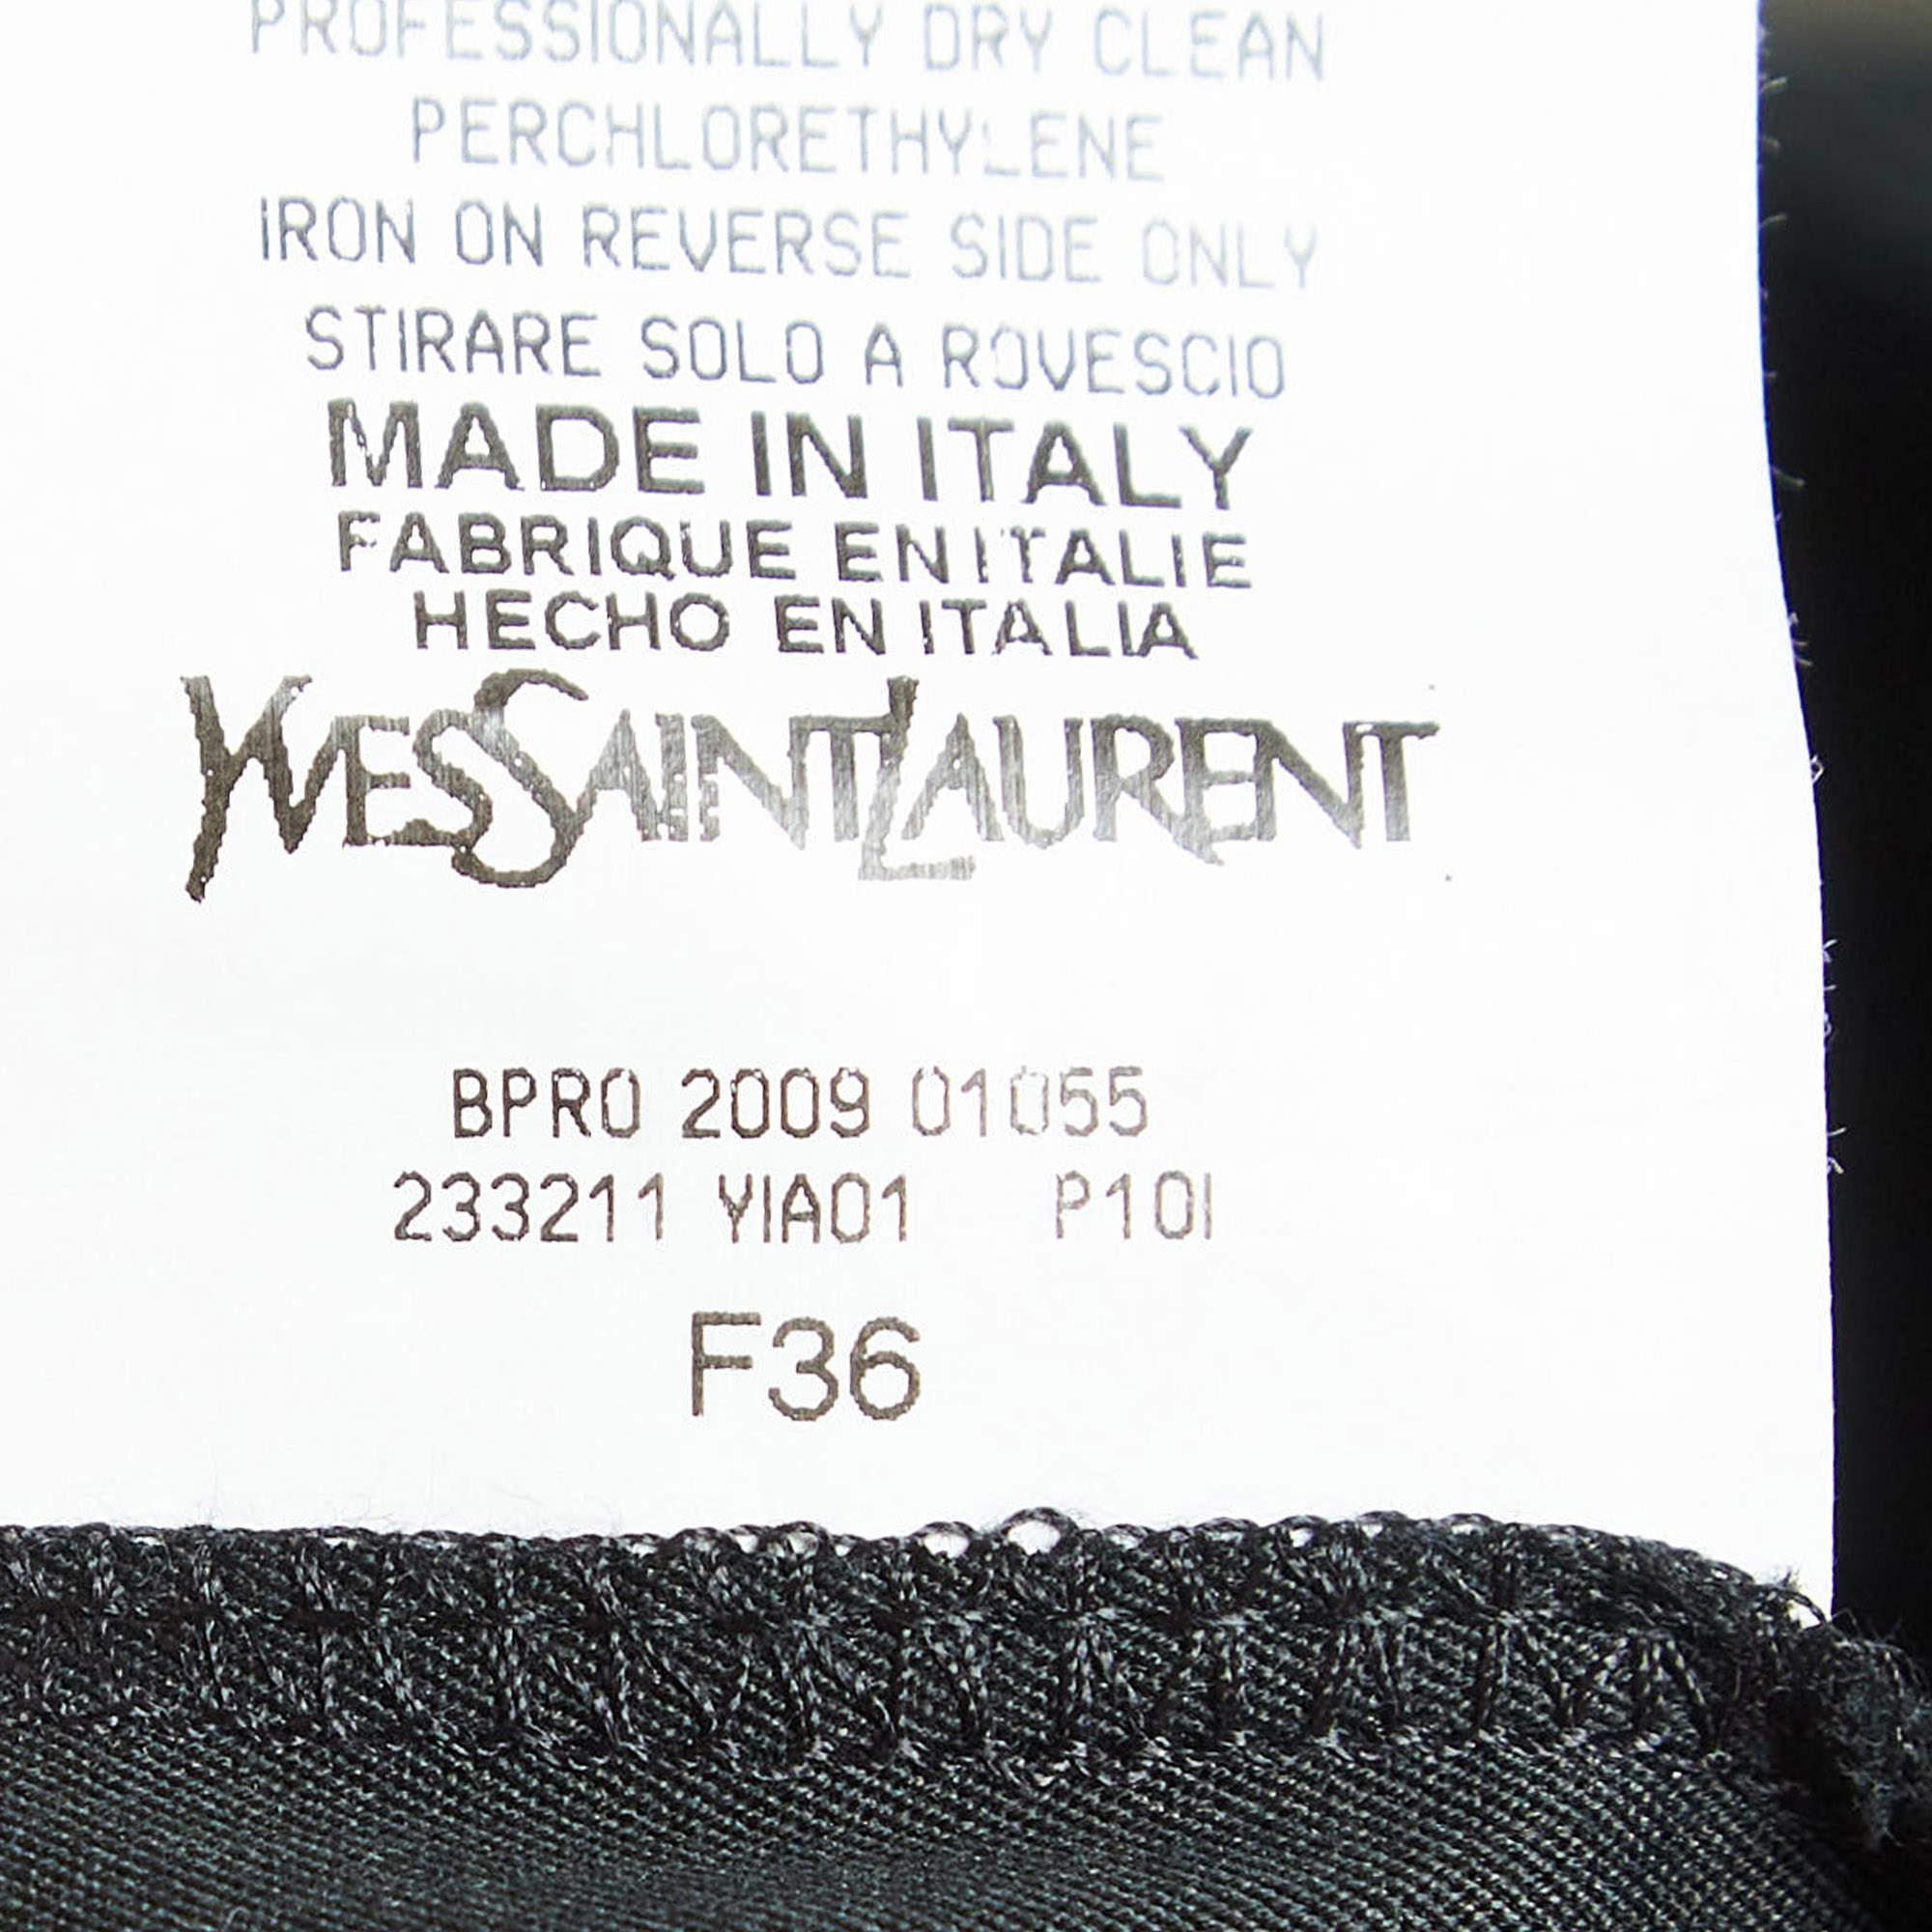 PROFESSIONALLY DRY CLEAN
PERCHLORETHYLENE
IRON ON REVERSE SIDE ONLY
STIRARE SOLO A ROVESCIO
MADE IN ITALY
FABRIQUE EN ITALIE
HECHO EN ITALIA
YVESSAINTLAURENT
BPRO 2009 01055
233211 YIA01 P10I
F36